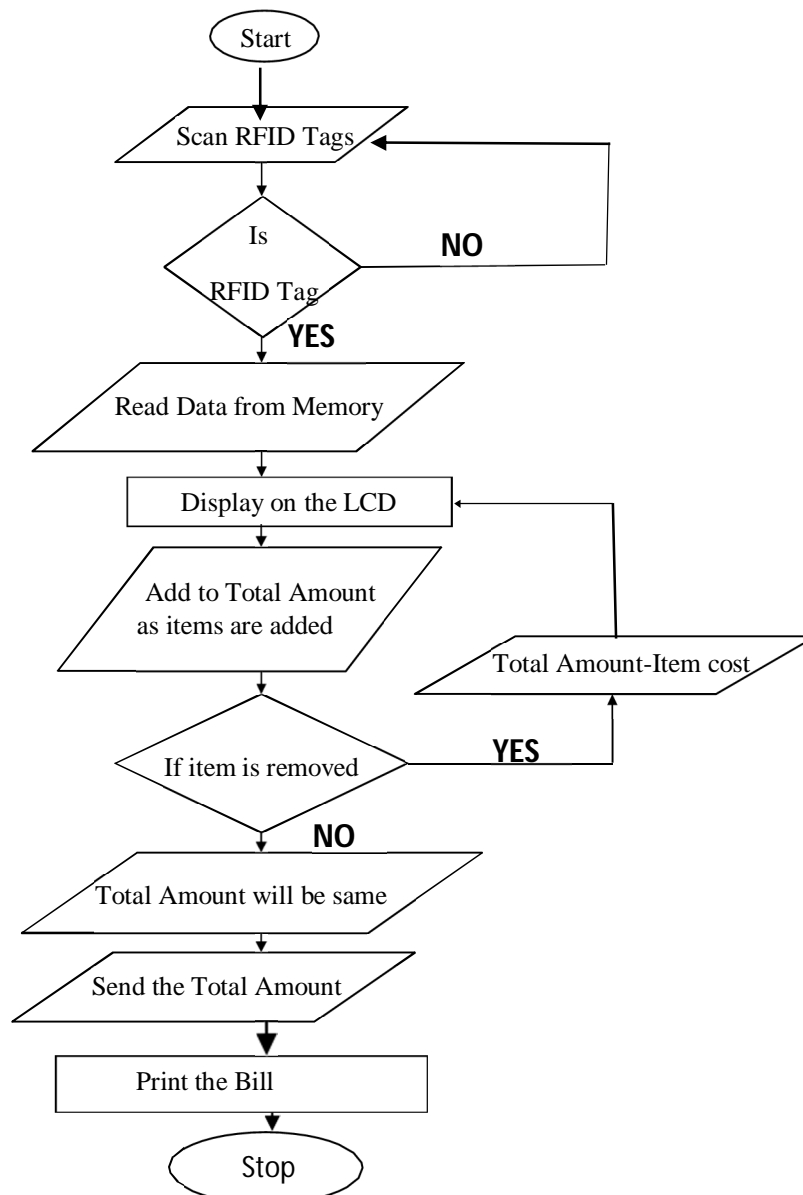 Start
Scan RFID Tags
Is
NO
RFID Tag
YES
Read Data from Memory
Display on the LCD
Add to Total Amount
as items are added
Total Amount-Item cost
If item is removed
YES
NO
Total Amount will be same
Send the Total Amount
Print the Bill
Stop